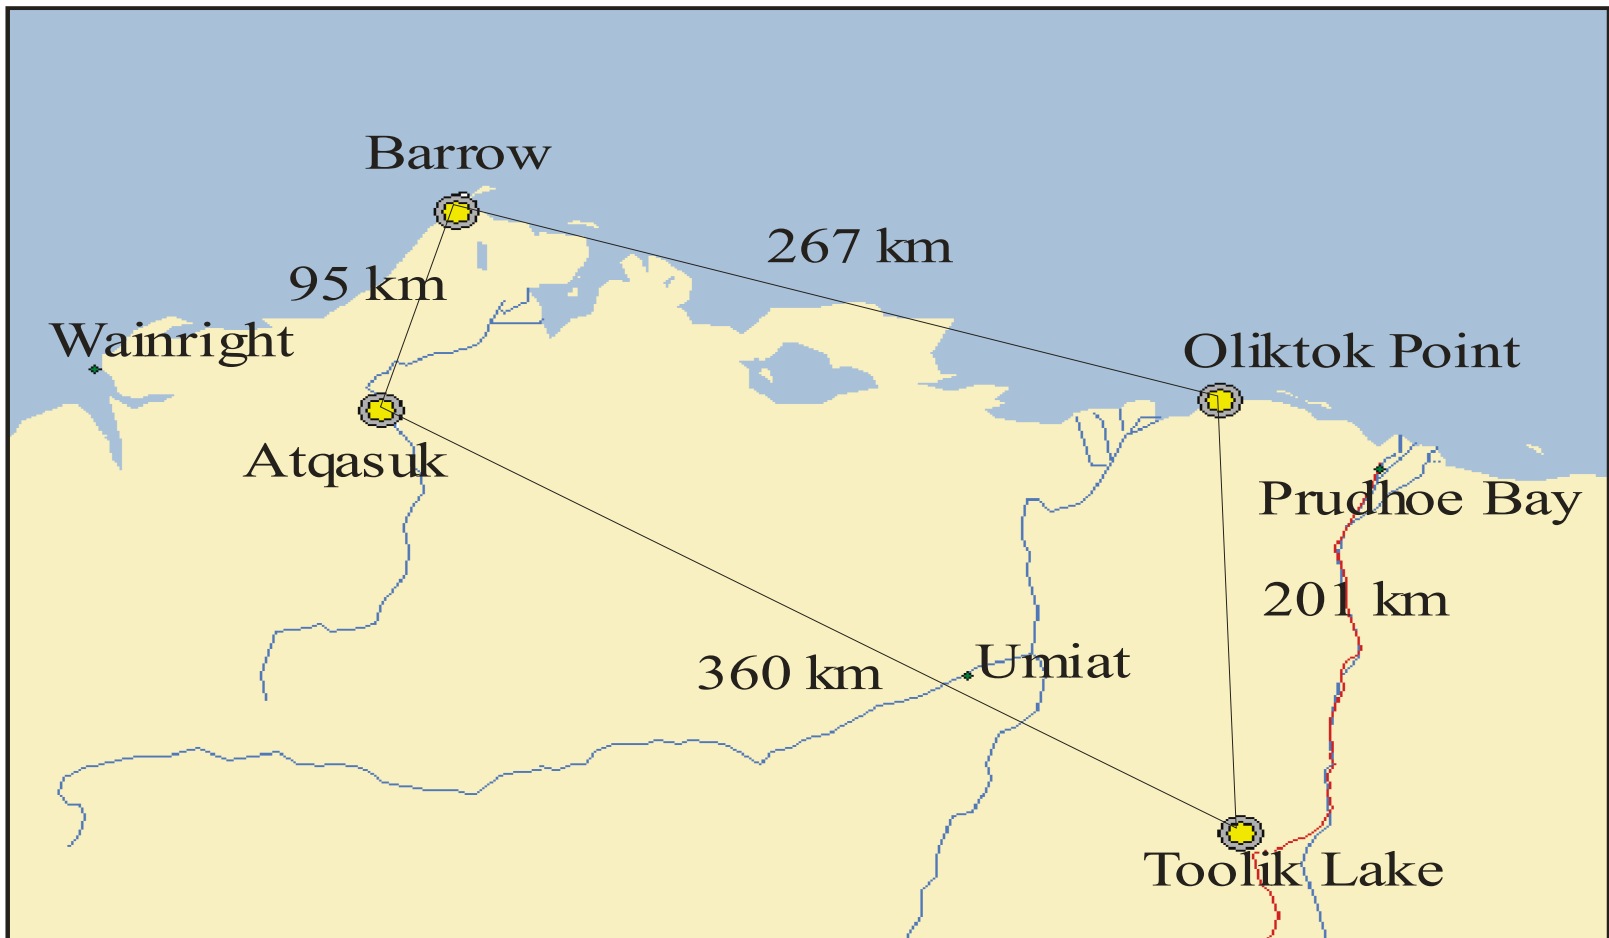 Barrow
267 km
95 km
Wainright
Oliktok Point
Atqasuk
Prudhoe Bay
201 km
Umiat
360 km
Toolik Lake